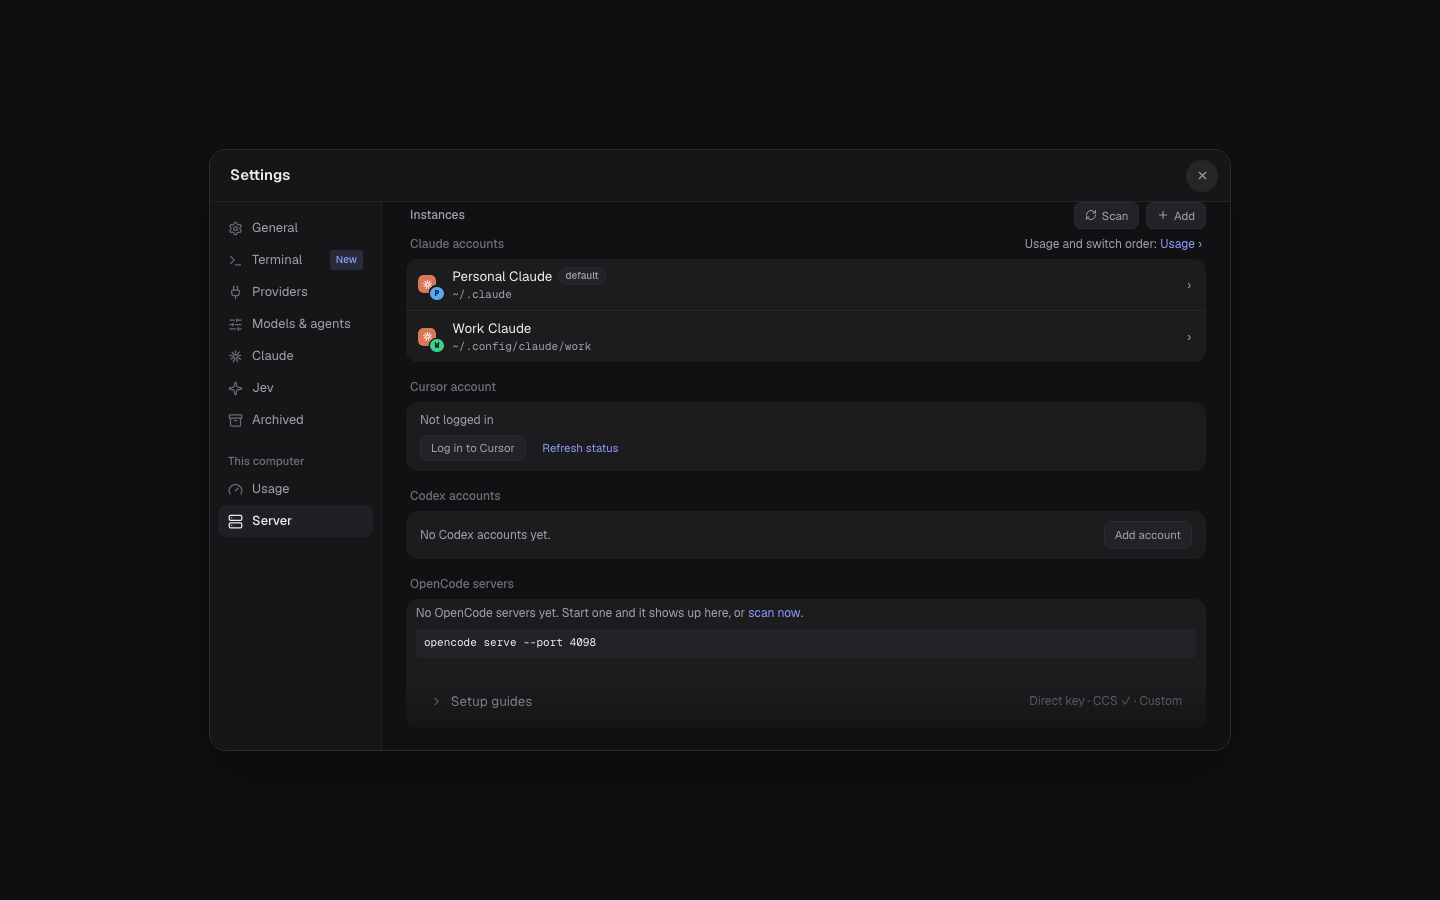 Settings
General
Terminal New
Providers
Models & agents
Claude
Jev
Archived
This computer
Usage
Server
Instances
Scan
Add
Claude accounts
Usage and switch order: Usage ›
Personal Claude default
~/.claude
P
Work Claude
~/.config/claude/work
W
Cursor account
Not logged in
Log in to Cursor
Refresh status
Codex accounts
No Codex accounts yet.
Add account
OpenCode servers
No OpenCode servers yet. Start one and it shows up here, or scan now.
opencode serve --port 4098
Setup guides
Direct key · CCS ✓ · Custom